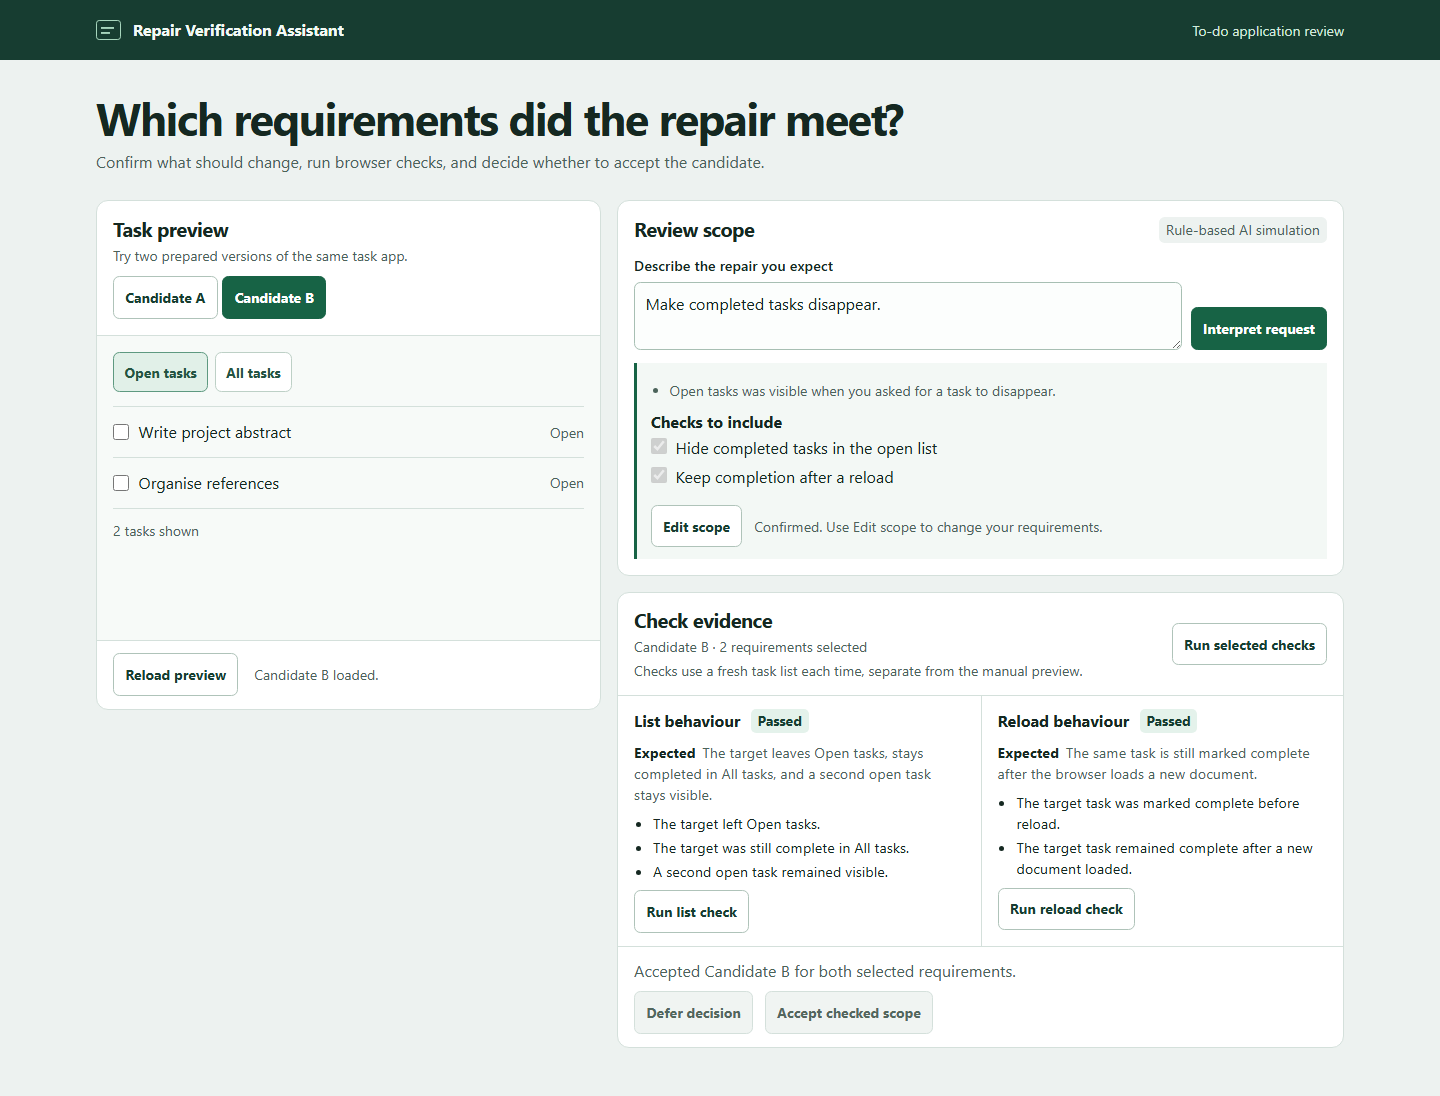 Repair Verification Assistant
To-do application review
Which requirements did the repair meet?
Confirm what should change, run browser checks, and decide whether to accept the candidate.
Task preview
Try two prepared versions of the same task app.
Candidate A
Candidate B
Open tasks
All tasks
Write project abstract
Open
Organise references
Open
2 tasks shown
Reload preview
Candidate B loaded.
Review scope
Rule-based AI simulation
Describe the repair you expect
Make completed tasks disappear.
Interpret request
Open tasks was visible when you asked for a task to disappear.
Checks to include
Hide completed tasks in the open list
Keep completion after a reload
Edit scope
Confirmed. Use Edit scope to change your requirements.
Check evidence
Candidate B · 2 requirements selected
Checks use a fresh task list each time, separate from the manual preview.
Run selected checks
List behaviour
Passed
Expected The target leaves Open tasks, stays
completed in All tasks, and a second open task
stays visible.
The target left Open tasks.
The target was still complete in All tasks.
A second open task remained visible.
Run list check
Reload behaviour
Passed
Expected The same task is still marked complete
after the browser loads a new document.
The target task was marked complete before
reload.
The target task remained complete after a new
document loaded.
Run reload check
Accepted Candidate B for both selected requirements.
Defer decision
Accept checked scope